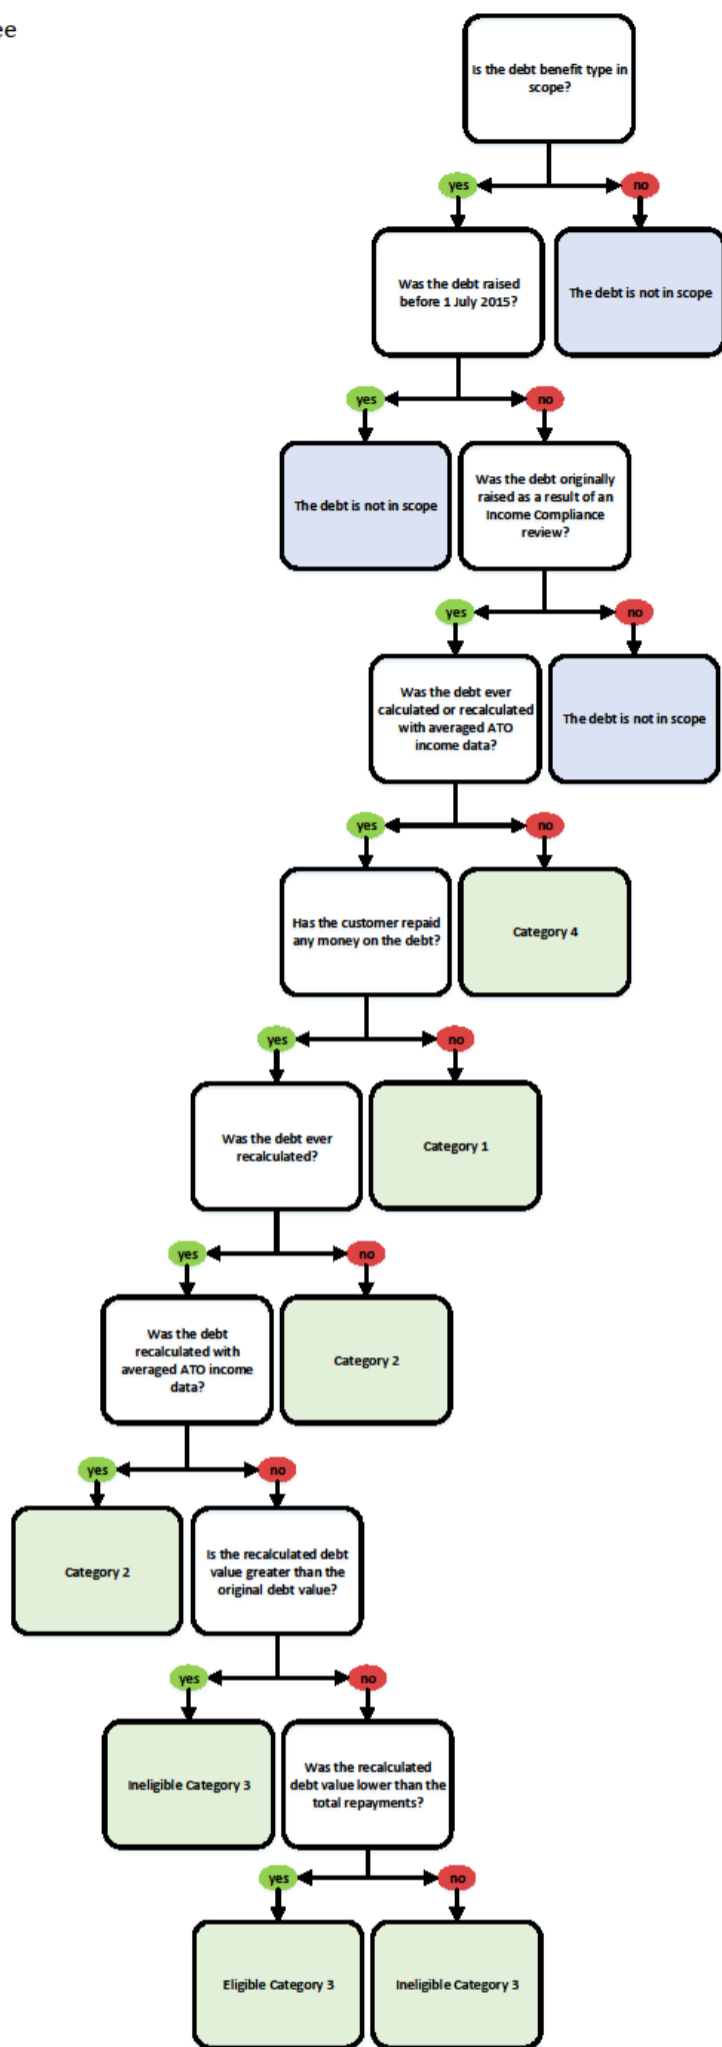 ee
Is the debt benefit type in
scope?
yes
no
Was the debt raised
before 1 July 2015?
The debt is not in scope
yes
no
The debt is not in scope
Was the debt originally
raised as a result of an
Income Compliance
review?
yes
no
Was the debt ever
calculated or recalculated
with averaged ATO
income data?
The debt is not in scope
yes
no
Has the customer repaid
any money on the debt?
Category 4
yes
no
Was the debt ever
recalculated?
Category 1
yes
no
Was the debt
recalculated with
averaged ATO income
data?
Category 2
yes
no
Category 2
Is the recalculated debt
value greater than the
original debt value?
yes
no
Ineligible Category 3
Was the recalculated
debt value lower than the
total repayments?
yes
no
Eligible Category 3
Ineligible Category 3